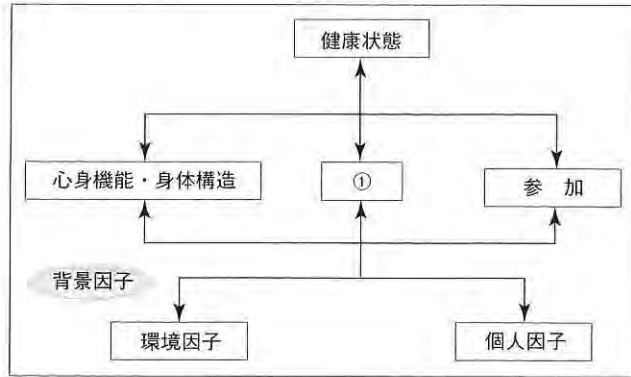 健康状態
心身機能・身体構造
①
参　加
背景因子
環境因子
個人因子